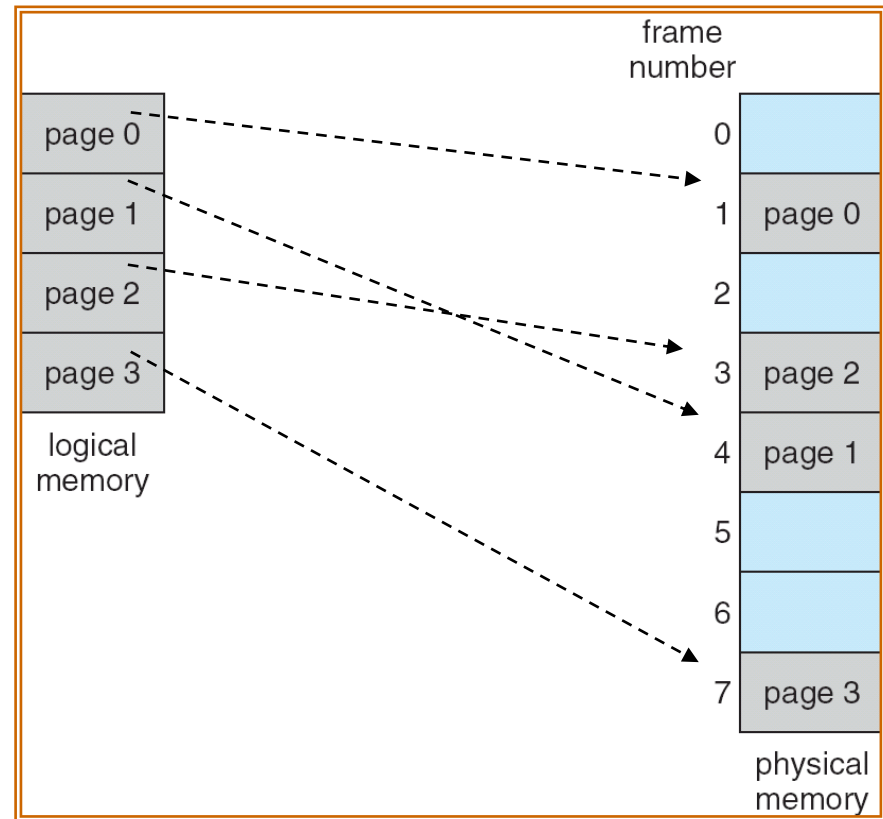 frame
number
page 0
page 1
page 2
page 3
logical
memory
0
1 page 0
2
3 page 2
4 page 1
5
6
7 page 3
physical
memory